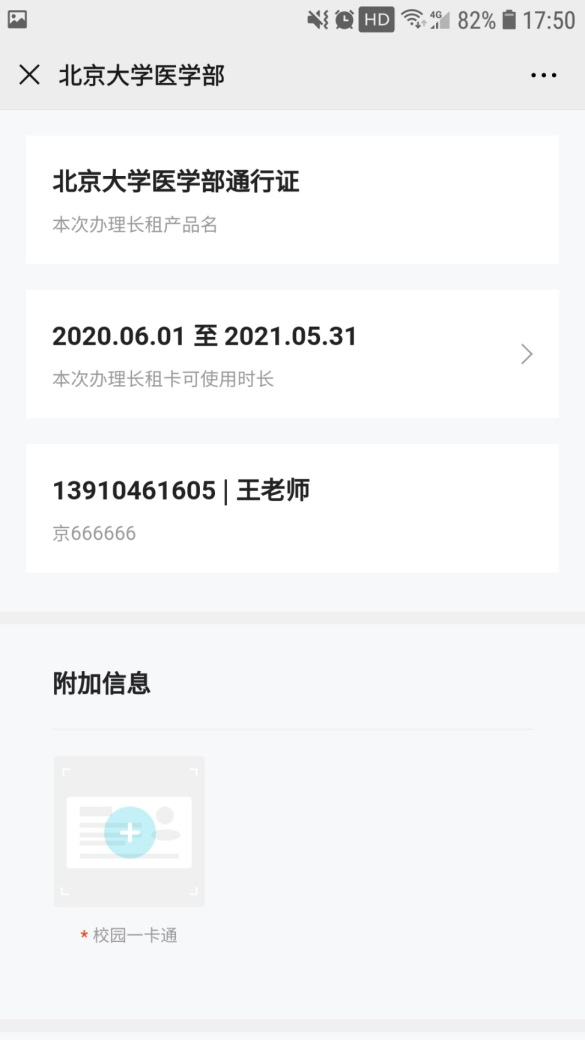 HD 4G 82% 17:50
北京大学医学部
北京大学医学部通行证
本次办理长租产品名
2020.06.01 至 2021.05.31
本次办理长租卡可使用时长
13910461605 | 王老师
京666666
附加信息
* 校园一卡通